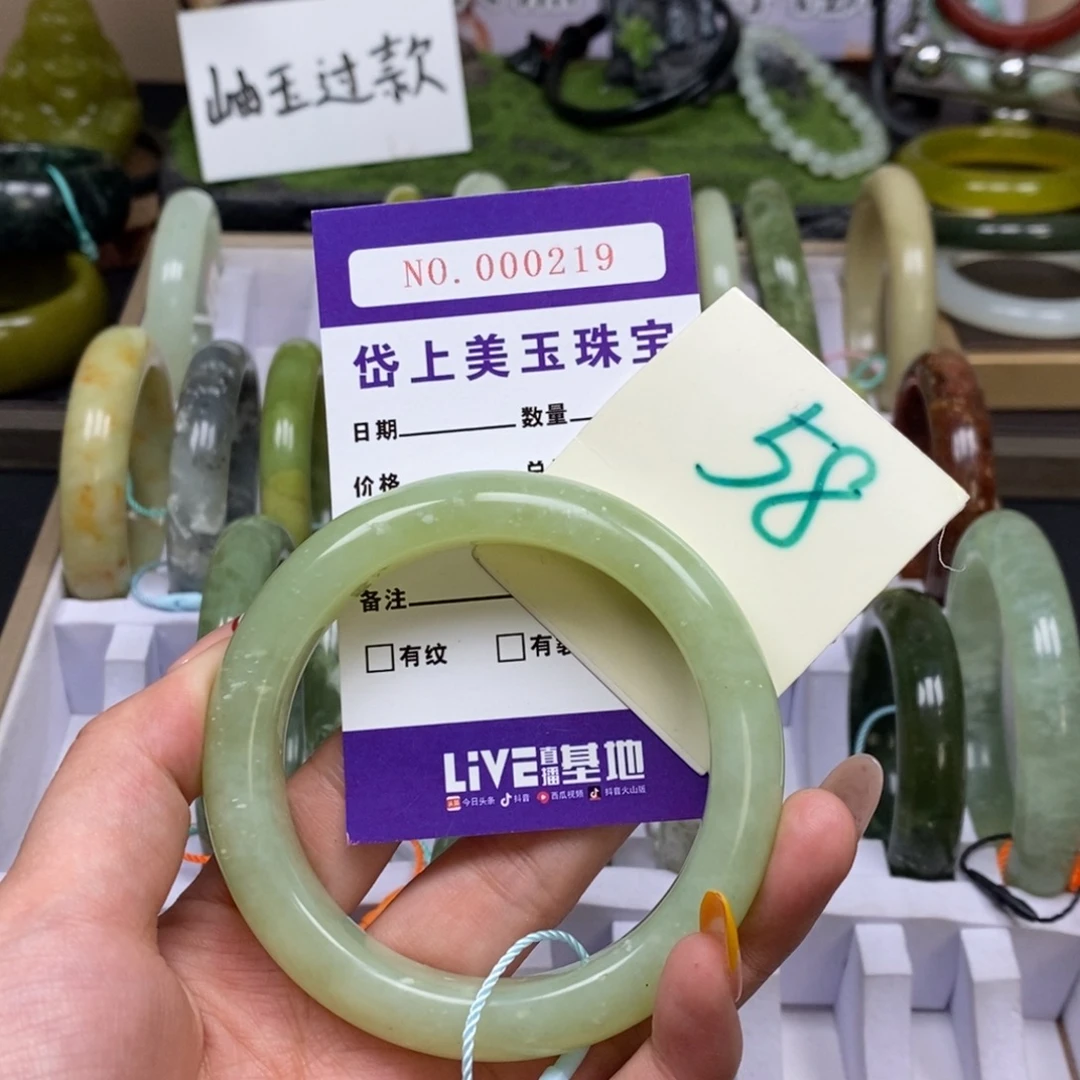 岫玉过款
NO.000219
岱上美玉珠宝
日期 数量
价格
58
备注
□有纹 □有
LiVE直播基地
今日头条 抖音 西瓜视频 抖音火山版